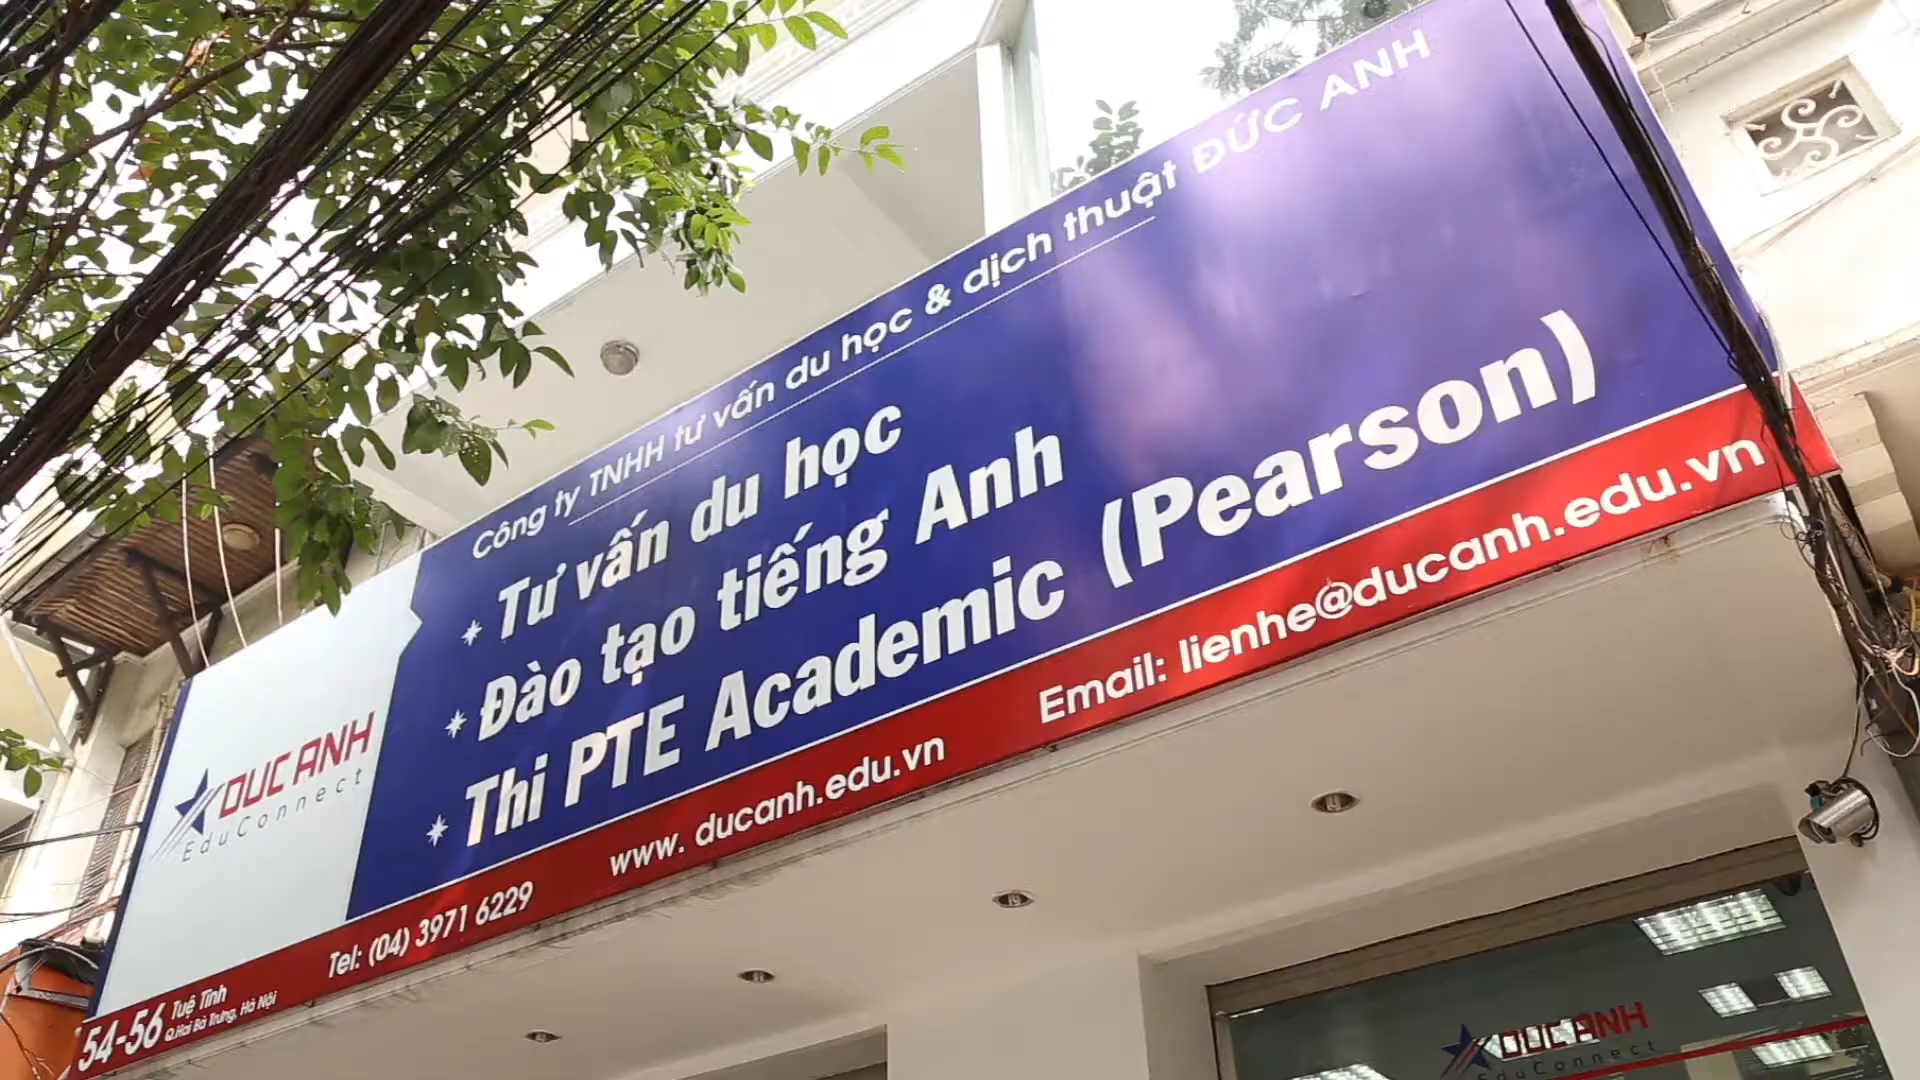 Công ty TNHH tư vấn du học & dịch thuật ĐỨC ANH
* Tư vấn du học
* Đào tạo tiếng Anh
* Thi PTE Academic (Pearson)
DUC ANH
EduConnect
54-56 Tuệ Tĩnh
Q.Hai Bà Trưng, Hà Nội
Tel: (04) 3971 6229
www. ducanh.edu.vn
Email: lienhe@ducanh.edu.vn
DUC ANH
EduConnect